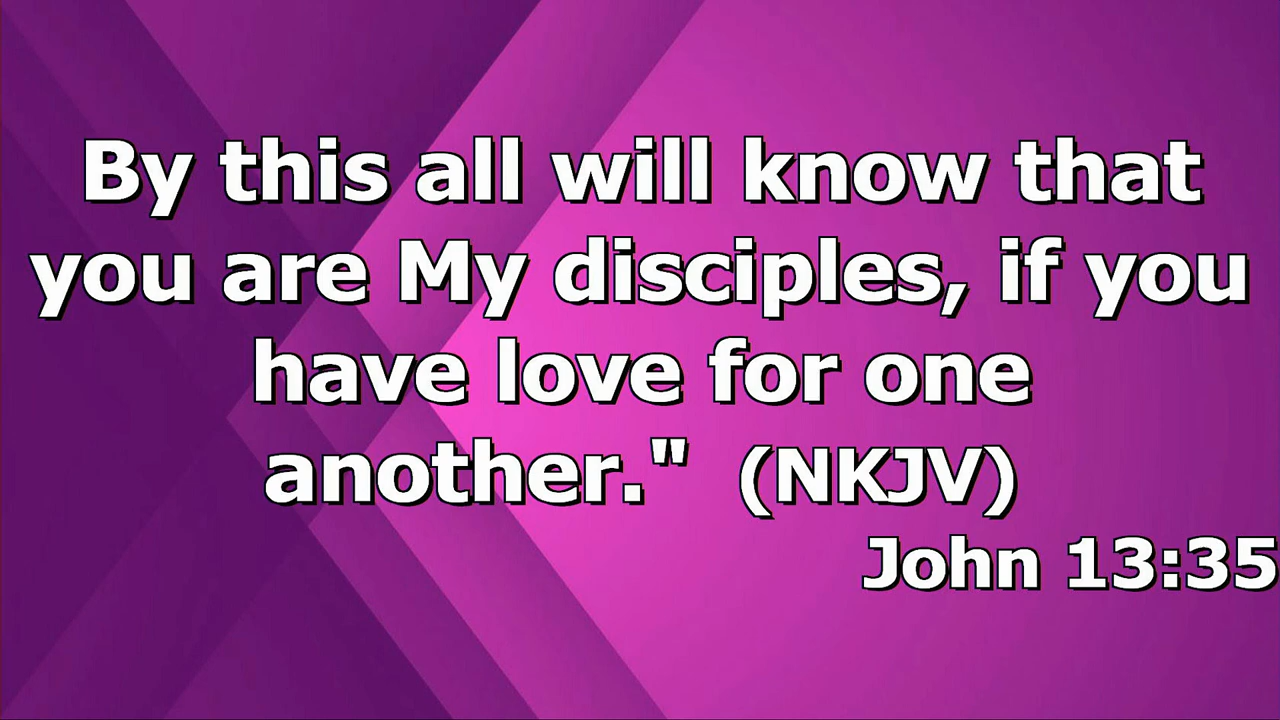 By this all will know that
you are My disciples, if you
have love for one
another."  (NKJV)
John 13:35